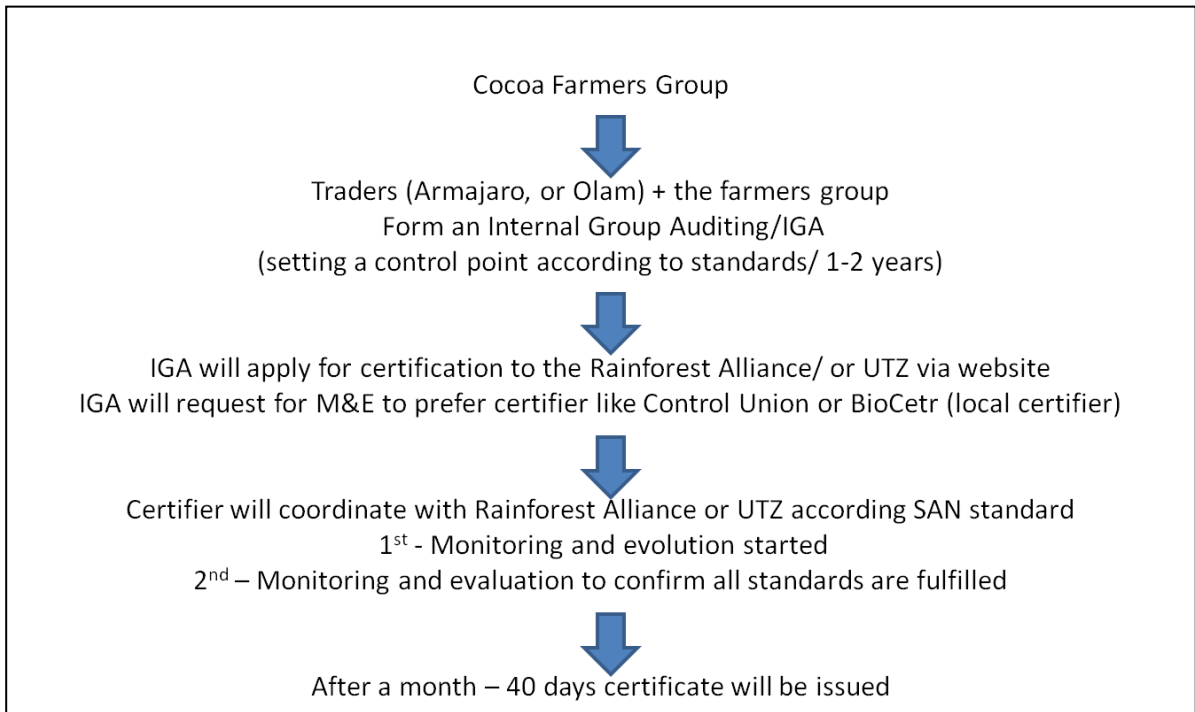 Cocoa Farmers Group
Traders (Armajaro, or Olam) + the farmers group
Form an Internal Group Auditing/IGA
(setting a control point according to standards/ 1-2 years)
IGA will apply for certification to the Rainforest Alliance/ or UTZ via website
IGA will request for M&E to prefer certifier like Control Union or BioCetr (local certifier)
Certifier will coordinate with Rainforest Alliance or UTZ according SAN standard
1st - Monitoring and evolution started
2nd – Monitoring and evaluation to confirm all standards are fulfilled
After a month – 40 days certificate will be issued